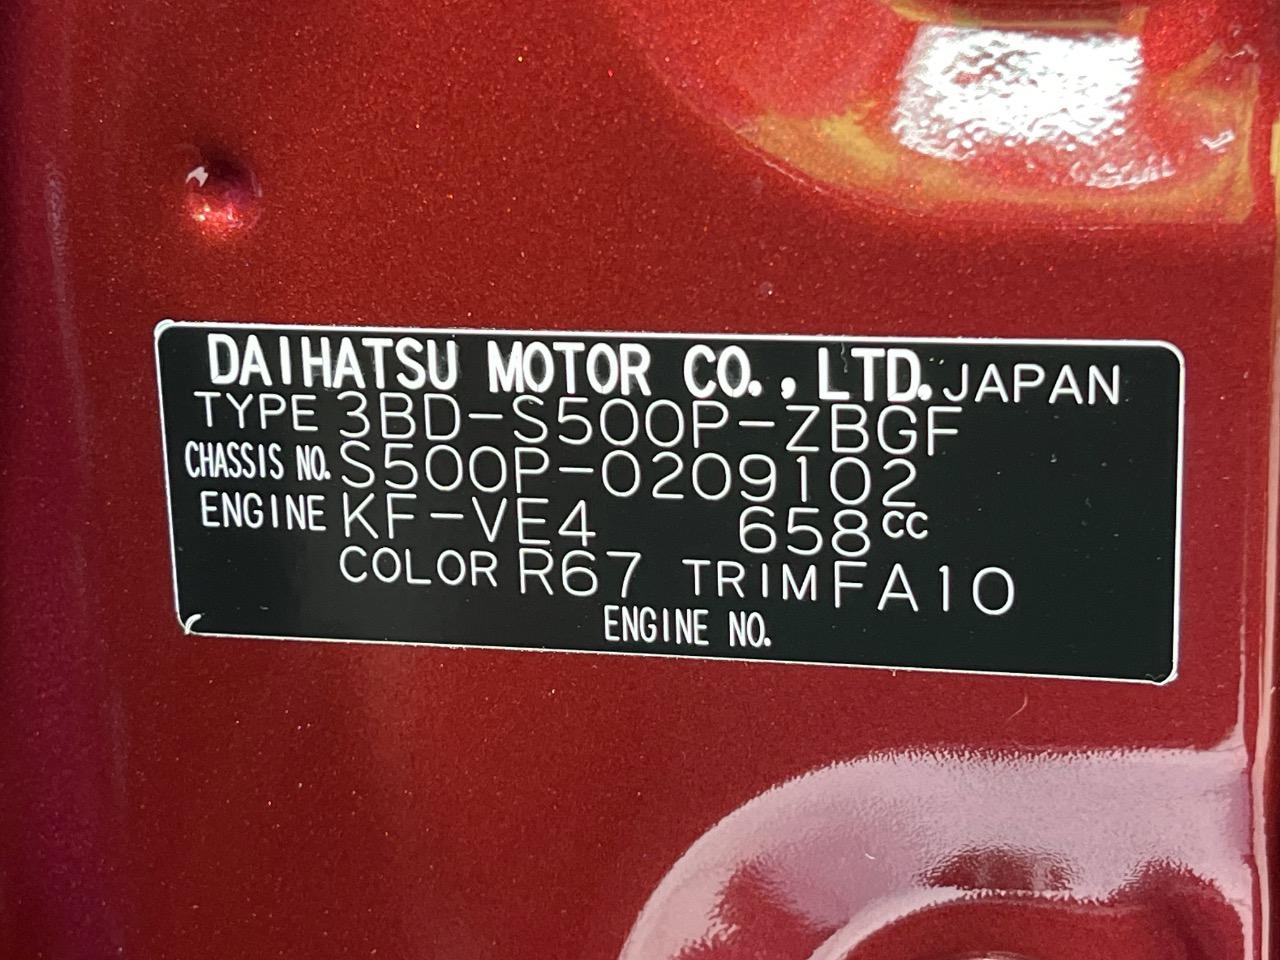 DAIHATSU MOTOR CO., LTD. JAPAN
TYPE 3BD-S500P-ZBGF
CHASSIS NO. S500P-0209102
ENGINE KF-VE4 658CC
COLOR R67 TRIM FA10
ENGINE NO.